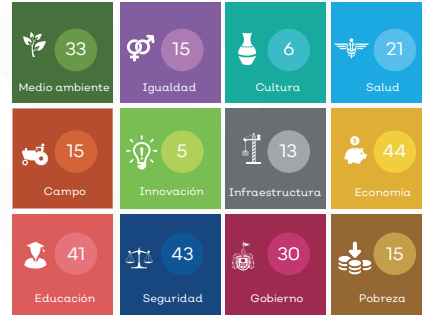 33
Medio ambiente
15
Igualdad
6
Cultura
21
Salud
15
Campo
5
Innovación
13
Infraestructura
44
Economía
41
Educación
43
Seguridad
30
Gobierno
15
Pobreza